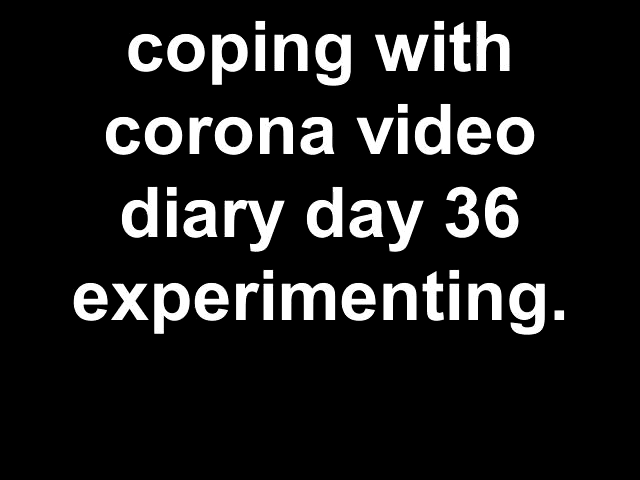 coping with
corona video
diary day 36
experimenting.